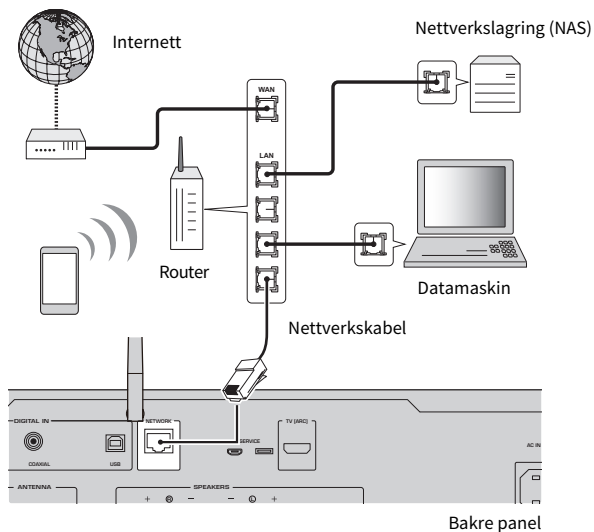 Internett
Nettverkslagring (NAS)
WAN
LAN
Router
Datamaskin
Nettverkskabel
DIGITAL IN
NETWORK
TV (ARC)
SERVICE
AC IN
COAXIAL
USB
ANTENNA
SPEAKERS
+ R − − L +
Bakre panel